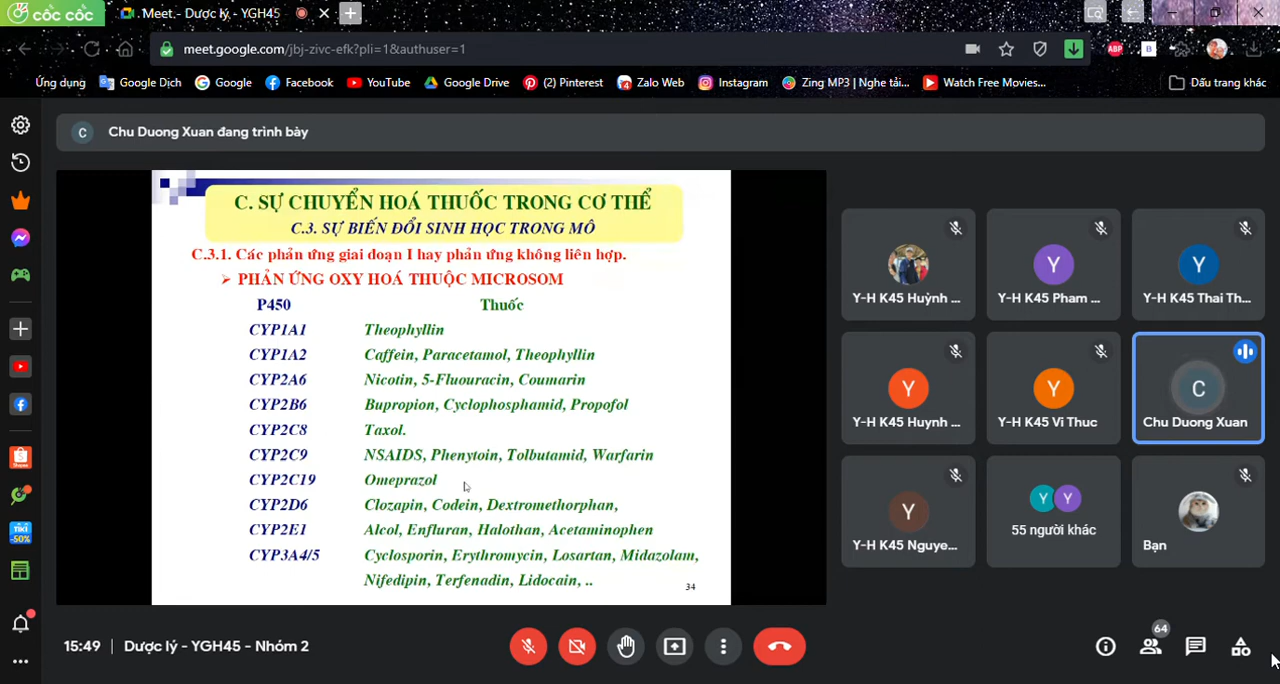 cốc cốc
Meet - Dược lý - YGH45
meet.google.com/jbj-zivc-efk?pli=1&authuser=1
ABP
B
Ứng dụng
Google Dịch
Google
Facebook
YouTube
Google Drive
(2) Pinterest
Zalo Web
Instagram
Zing MP3 | Nghe tải...
Watch Free Movies...
Dấu trang khác
C
Chu Duong Xuan đang trình bày
C. SỰ CHUYỂN HOÁ THUỐC TRONG CƠ THỂ
C.3. SỰ BIẾN ĐỔI SINH HỌC TRONG MÔ
C.3.1. Các phản ứng giai đoạn I hay phản ứng không liên hợp.
➢ PHẢN ỨNG OXY HOÁ THUỘC MICROSOM
P450 Thuốc
CYP1A1 Theophyllin
CYP1A2 Caffein, Paracetamol, Theophyllin
CYP2A6 Nicotin, 5-Fluouracin, Coumarin
CYP2B6 Bupropion, Cyclophosphamid, Propofol
CYP2C8 Taxol.
CYP2C9 NSAIDS, Phenytoin, Tolbutamid, Warfarin
CYP2C19 Omeprazol
CYP2D6 Clozapin, Codein, Dextromethorphan,
CYP2E1 Alcol, Enfluran, Halothan, Acetaminophen
CYP3A4/5 Cyclosporin, Erythromycin, Losartan, Midazolam,
Nifedipin, Terfenadin, Lidocain, ..
34
Y-H K45 Huỳnh ...
Y
Y-H K45 Pham ...
Y
Y-H K45 Thai Th...
Y
Y-H K45 Huynh ...
Y
Y-H K45 Vi Thuc
C
Chu Duong Xuan
Y
Y-H K45 Nguye...
Y Y
55 người khác
Bạn
TIKI
-50%
15:49 | Dược lý - YGH45 - Nhóm 2
64